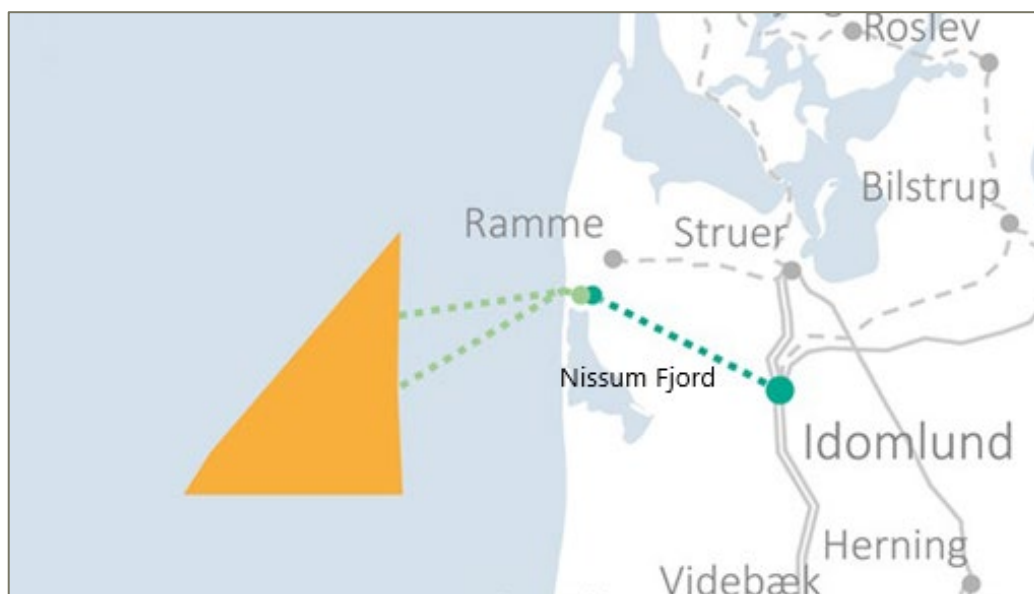 Roslev
Bilstrup
Ramme
Struer
Nissum Fjord
Idomlund
Herning
Videbæk